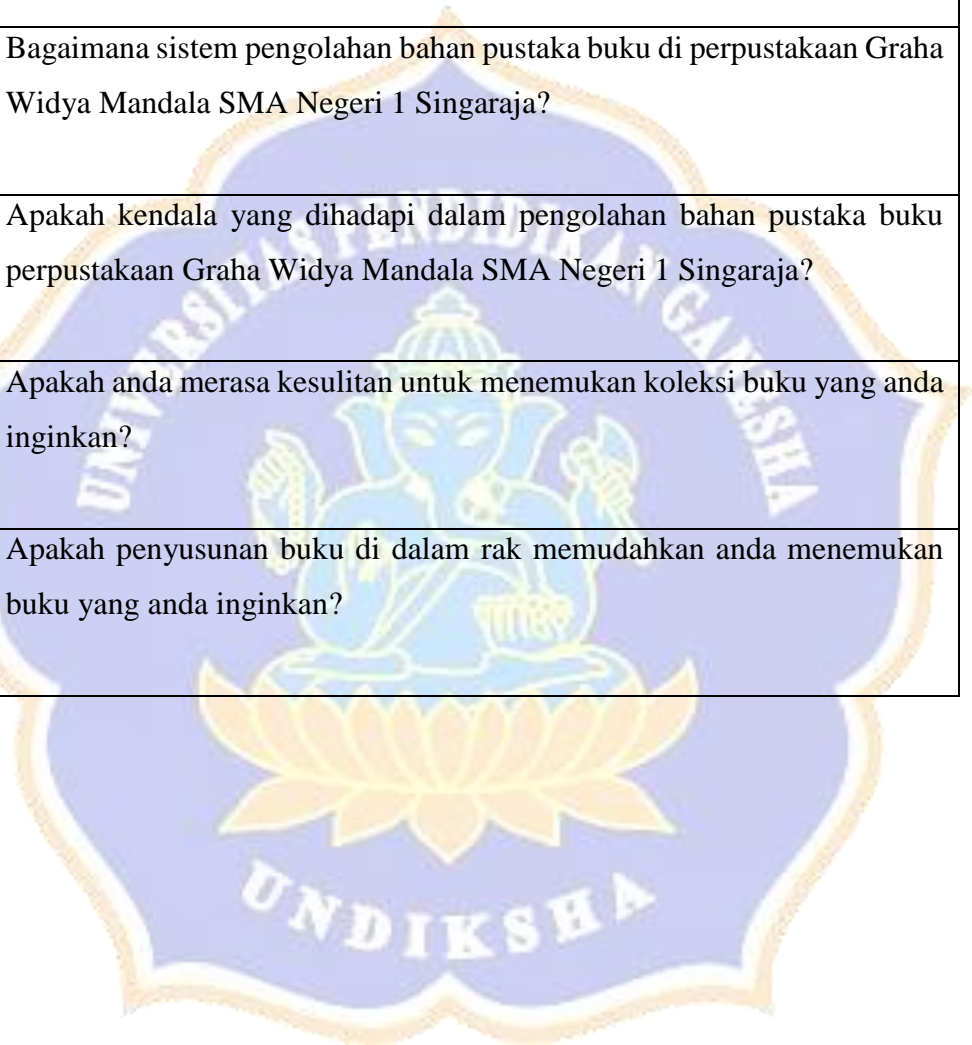 Bagaimana sistem pengolahan bahan pustaka buku di perpustakaan Graha
Widya Mandala SMA Negeri 1 Singaraja?
Apakah kendala yang dihadapi dalam pengolahan bahan pustaka buku
perpustakaan Graha Widya Mandala SMA Negeri 1 Singaraja?
Apakah anda merasa kesulitan untuk menemukan koleksi buku yang anda
inginkan?
Apakah penyusunan buku di dalam rak memudahkan anda menemukan
buku yang anda inginkan?
UNIVERSITAS PENDIDIKAN GANESHA
UNDIKSHA